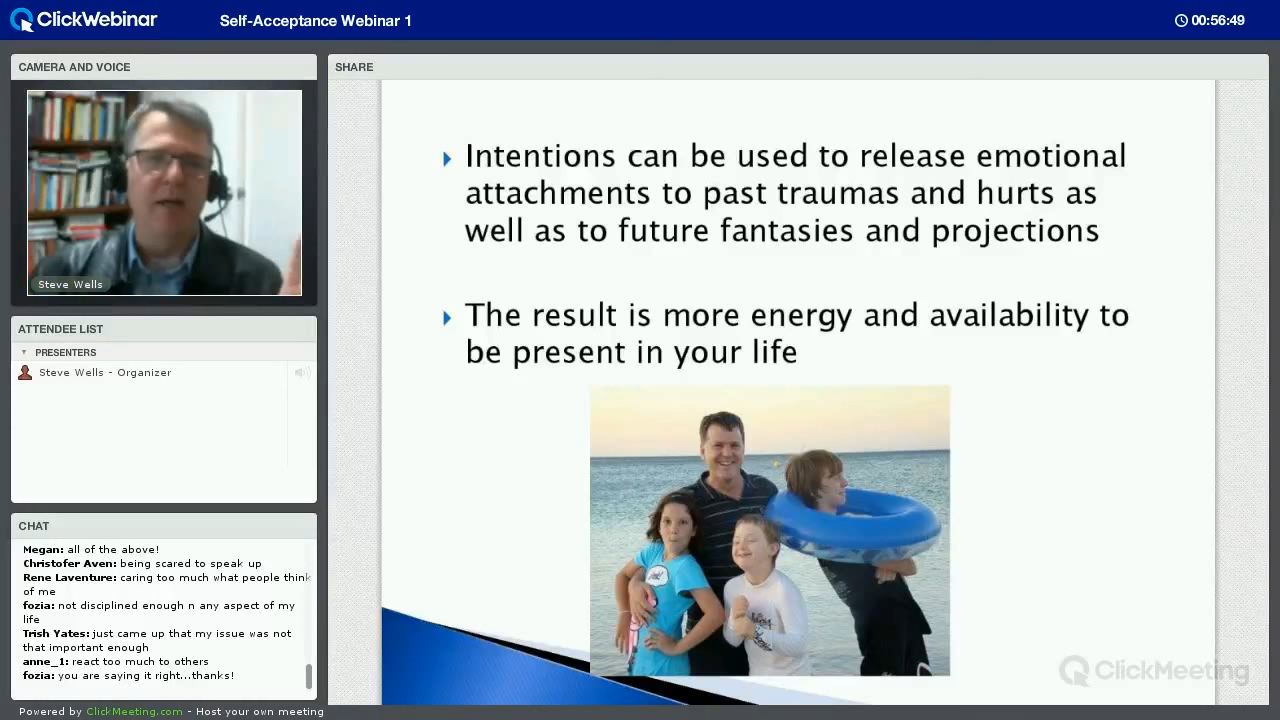 ClickWebinar
Self-Acceptance Webinar 1
00:56:49
CAMERA AND VOICE
Steve Wells
ATTENDEE LIST
PRESENTERS
Steve Wells - Organizer
CHAT
Megan: all of the above!
Christofer Aven: being scared to speak up
Rene Laventure: caring too much what people think
of me
fozia: not disciplined enough n any aspect of my
life
Trish Yates: just came up that my issue was not
that important enough
anne_1: react too much to others
fozia: you are saying it right...thanks!
Powered by ClickMeeting.com - Host your own meeting
SHARE
Intentions can be used to release emotional
attachments to past traumas and hurts as
well as to future fantasies and projections
The result is more energy and availability to
be present in your life
ClickMeeting